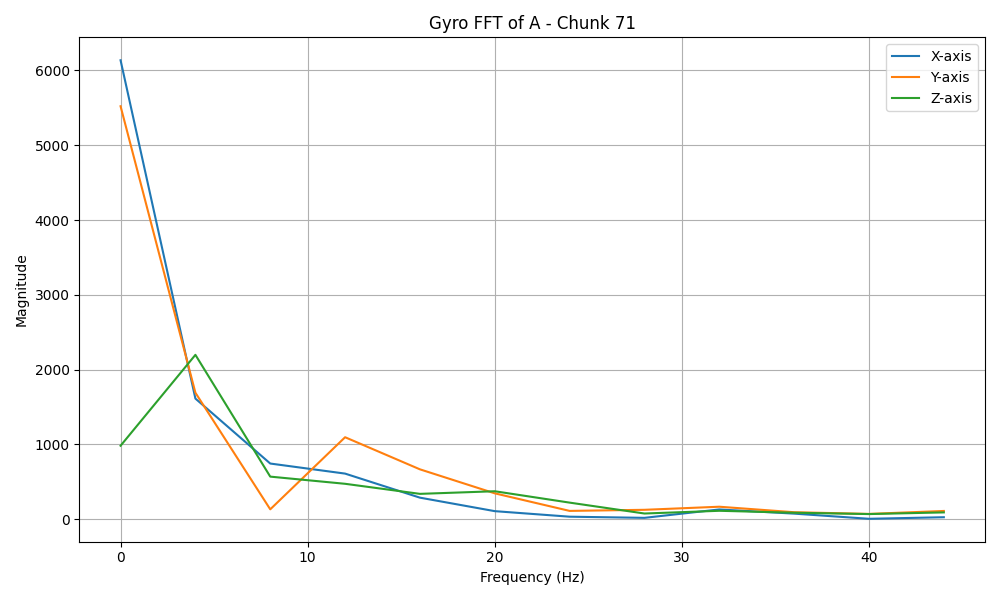 Gyro FFT of A - Chunk 71
X-axis
Y-axis
Z-axis
6000
5000
4000
3000
2000
1000
0
Magnitude
0 10 20 30 40
Frequency (Hz)